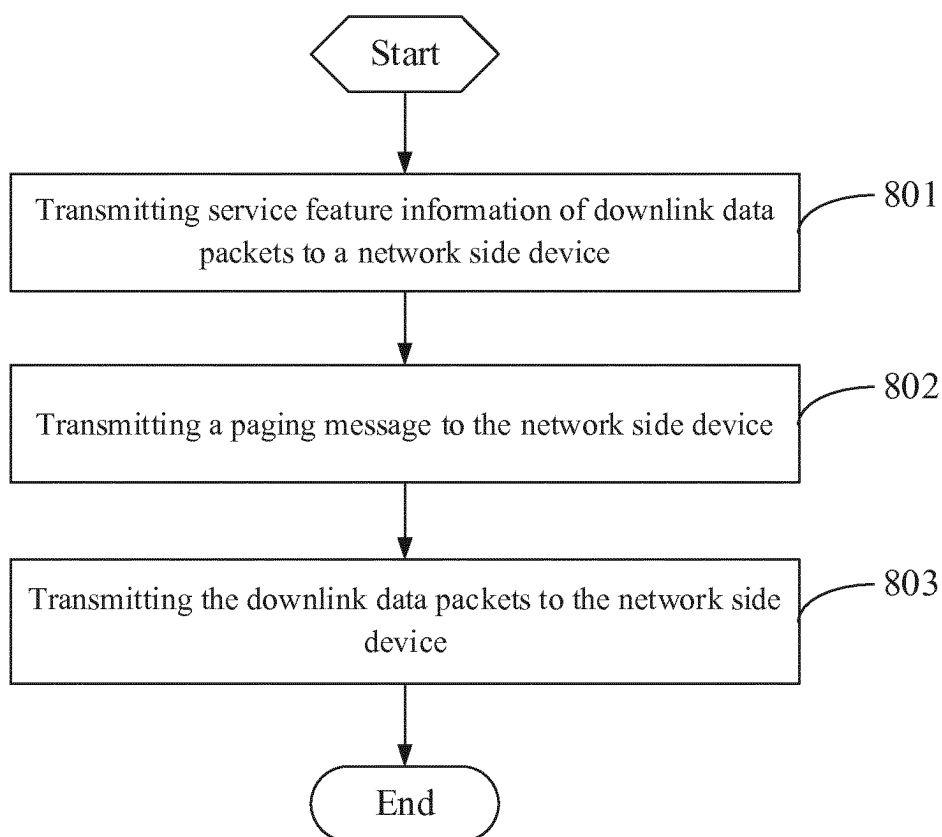 Start
Transmitting service feature information of downlink data
packets to a network side device
801
Transmitting a paging message to the network side device
802
Transmitting the downlink data packets to the network side
device
803
End